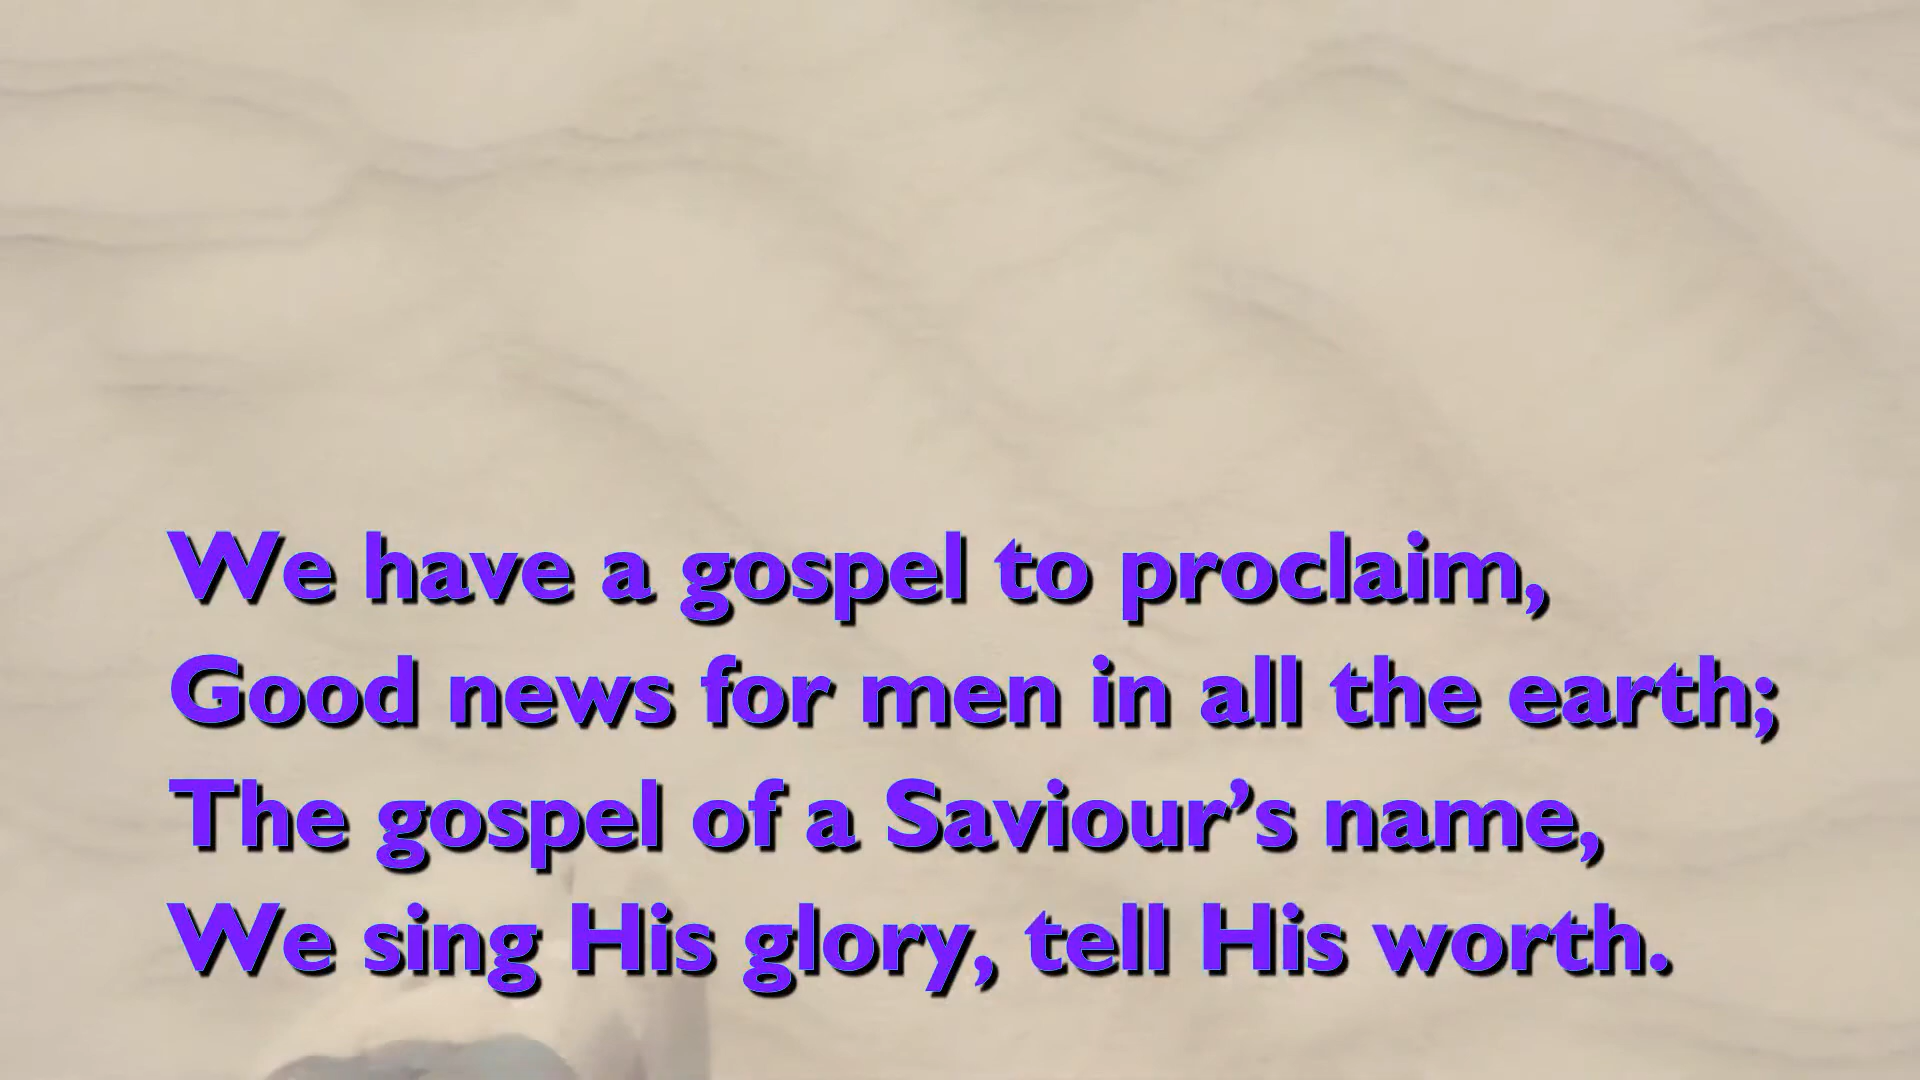 We have a gospel to proclaim,
Good news for men in all the earth;
The gospel of a Saviour’s name,
We sing His glory, tell His worth.